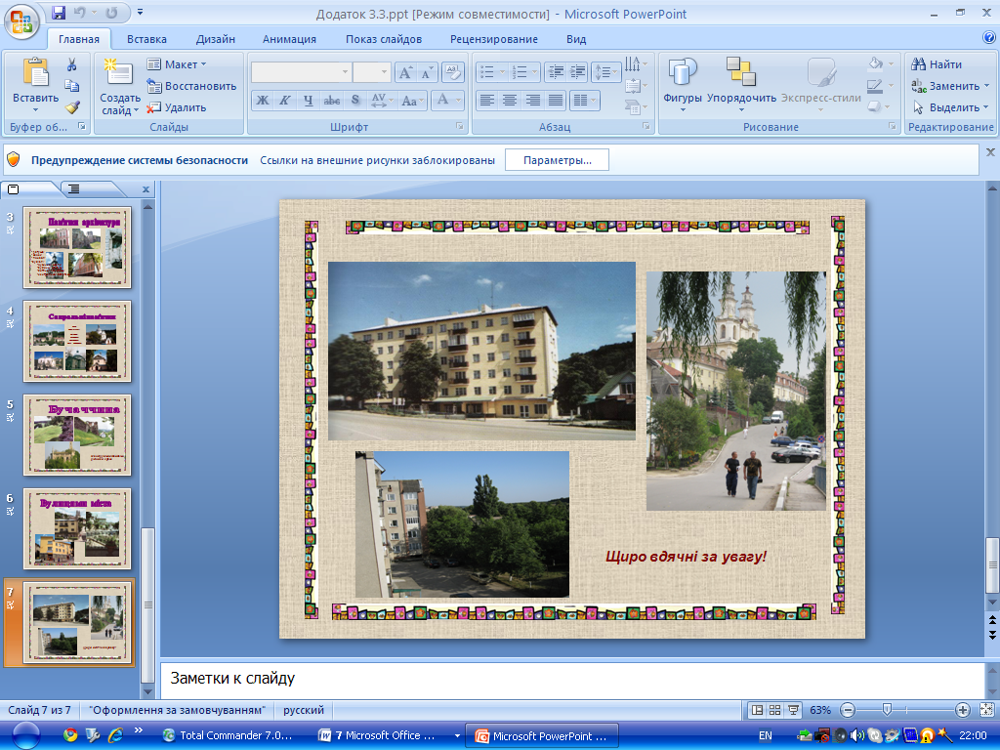 Додаток 3.3.ppt [Режим совместимости] - Microsoft PowerPoint
Главная Вставка Дизайн Анимация Показ слайдов Рецензирование Вид
Вставить
Создать слайд
Макет
Восстановить
Удалить
Ж К Ч abc S AV Aa A
Фигуры Упорядочить Экспресс-стили
Найти
Заменить
Выделить
Буфер об... Слайды Шрифт Абзац Рисование Редактирование
Предупреждение системы безопасности Ссылки на внешние рисунки заблокированы Параметры...
3
4
5
Бучаччина
6
Вулицями міста
7
Щиро вдячні за увагу!
Заметки к слайду
Слайд 7 из 7 "Оформлення за замовчуванням" русский 63%
Total Commander 7.0... 7 Microsoft Office ... Microsoft PowerPoint ... EN 22:00